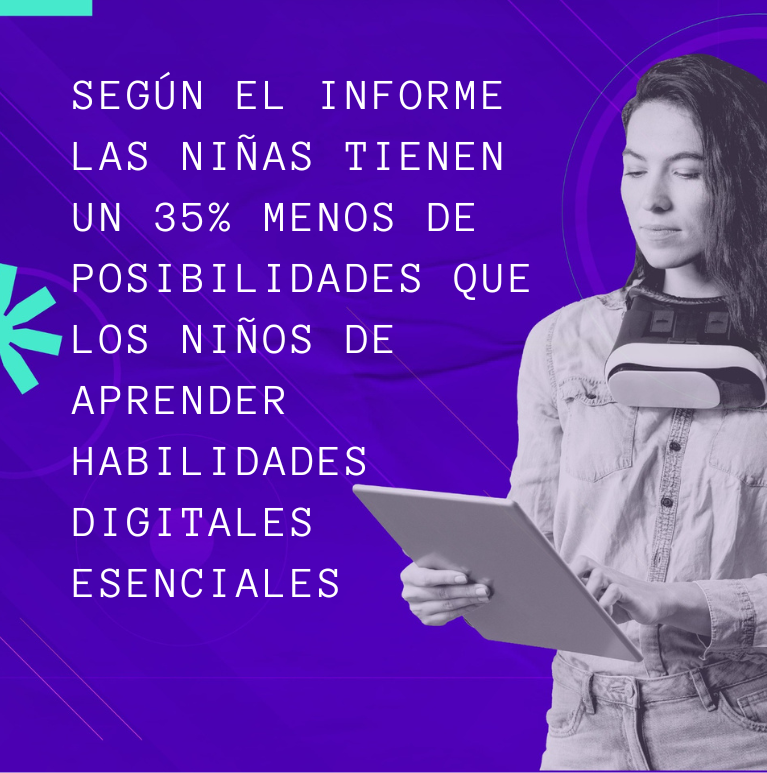 SEGÚN EL INFORME
LAS NIÑAS TIENEN
UN 35% MENOS DE
POSIBILIDADES QUE
LOS NIÑOS DE
APRENDER
HABILIDADES
DIGITALES
ESENCIALES